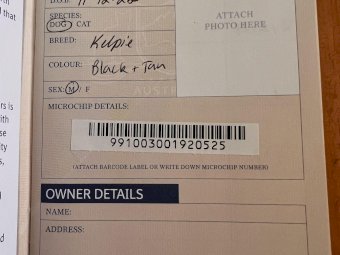 D.O.B.
SPECIES:
DOG / CAT
BREED: Kelpie
COLOUR: Black + Tan
SEX: M / F
MICROCHIP DETAILS:
991003001920525
(ATTACH BARCODE LABEL OR WRITE DOWN MICROCHIP NUMBER)
OWNER DETAILS
NAME:
ADDRESS:
ATTACH
PHOTO HERE